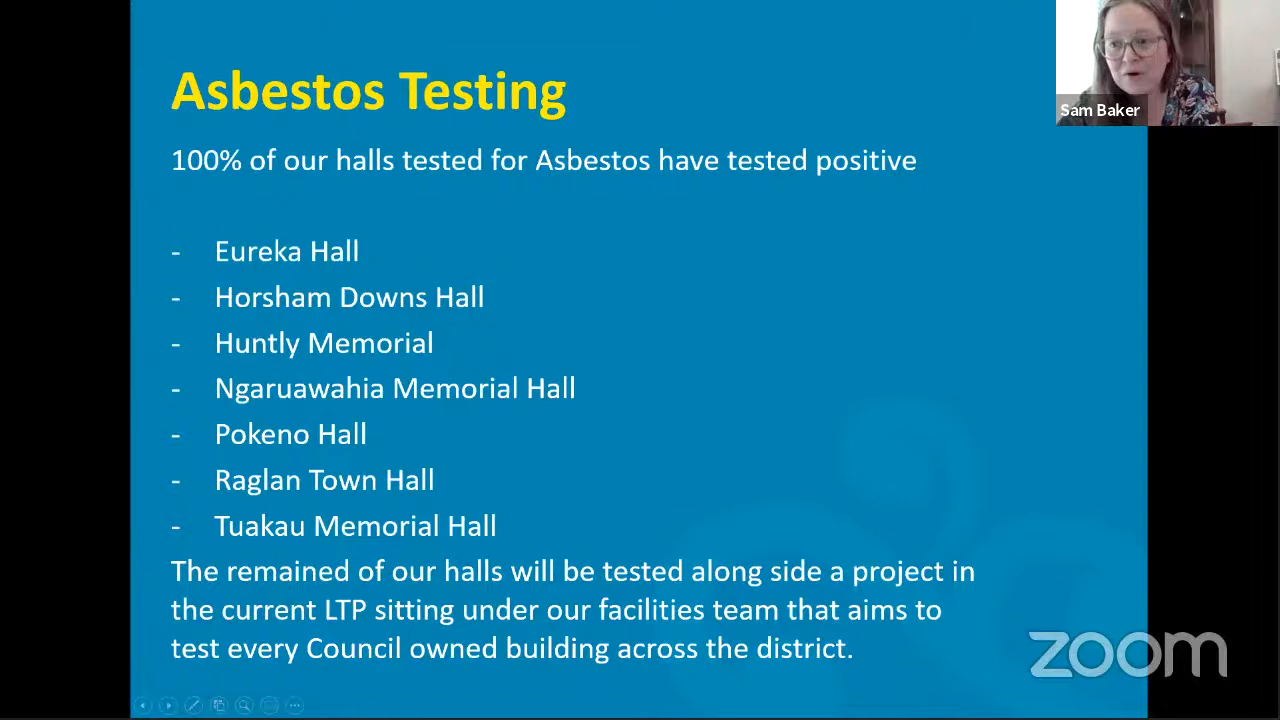 Asbestos Testing
Sam Baker
100% of our halls tested for Asbestos have tested positive
- Eureka Hall
- Horsham Downs Hall
- Huntly Memorial
- Ngaruawahia Memorial Hall
- Pokeno Hall
- Raglan Town Hall
- Tuakau Memorial Hall
The remained of our halls will be tested along side a project in
the current LTP sitting under our facilities team that aims to
test every Council owned building across the district.
zoom